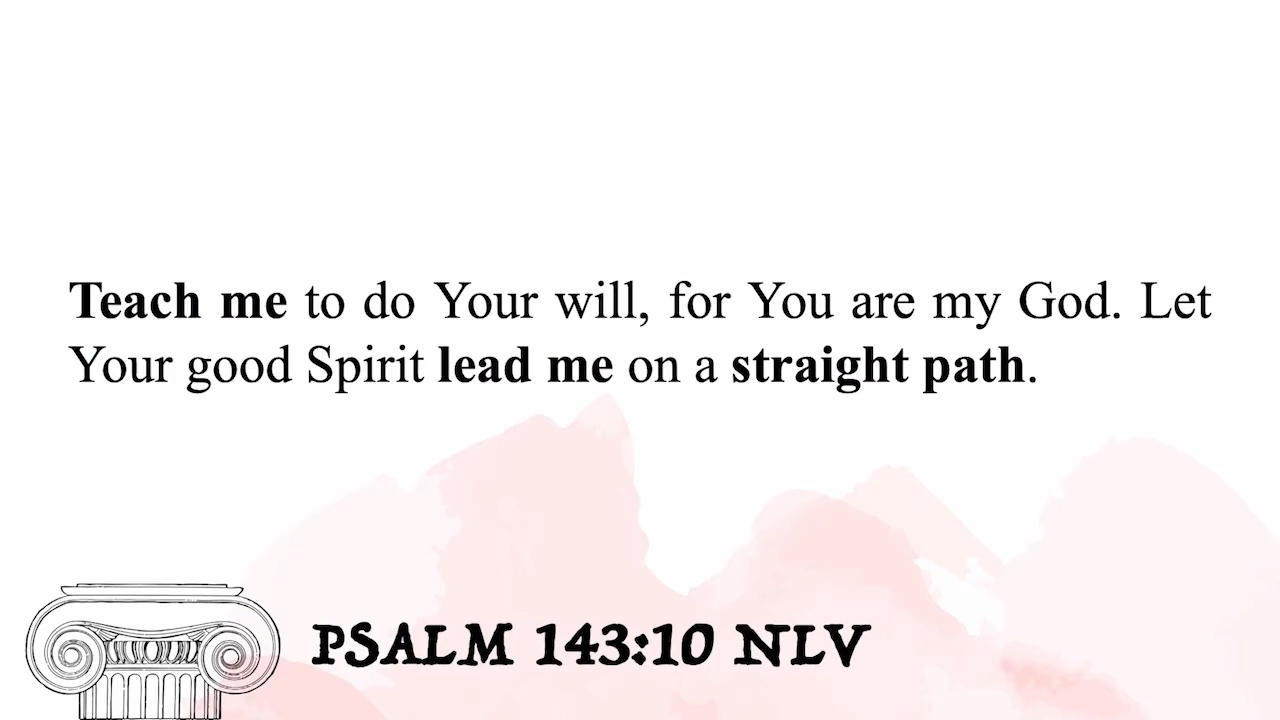 Teach me to do Your will, for You are my God. Let
Your good Spirit lead me on a straight path.
PSALM 143:10 NLV